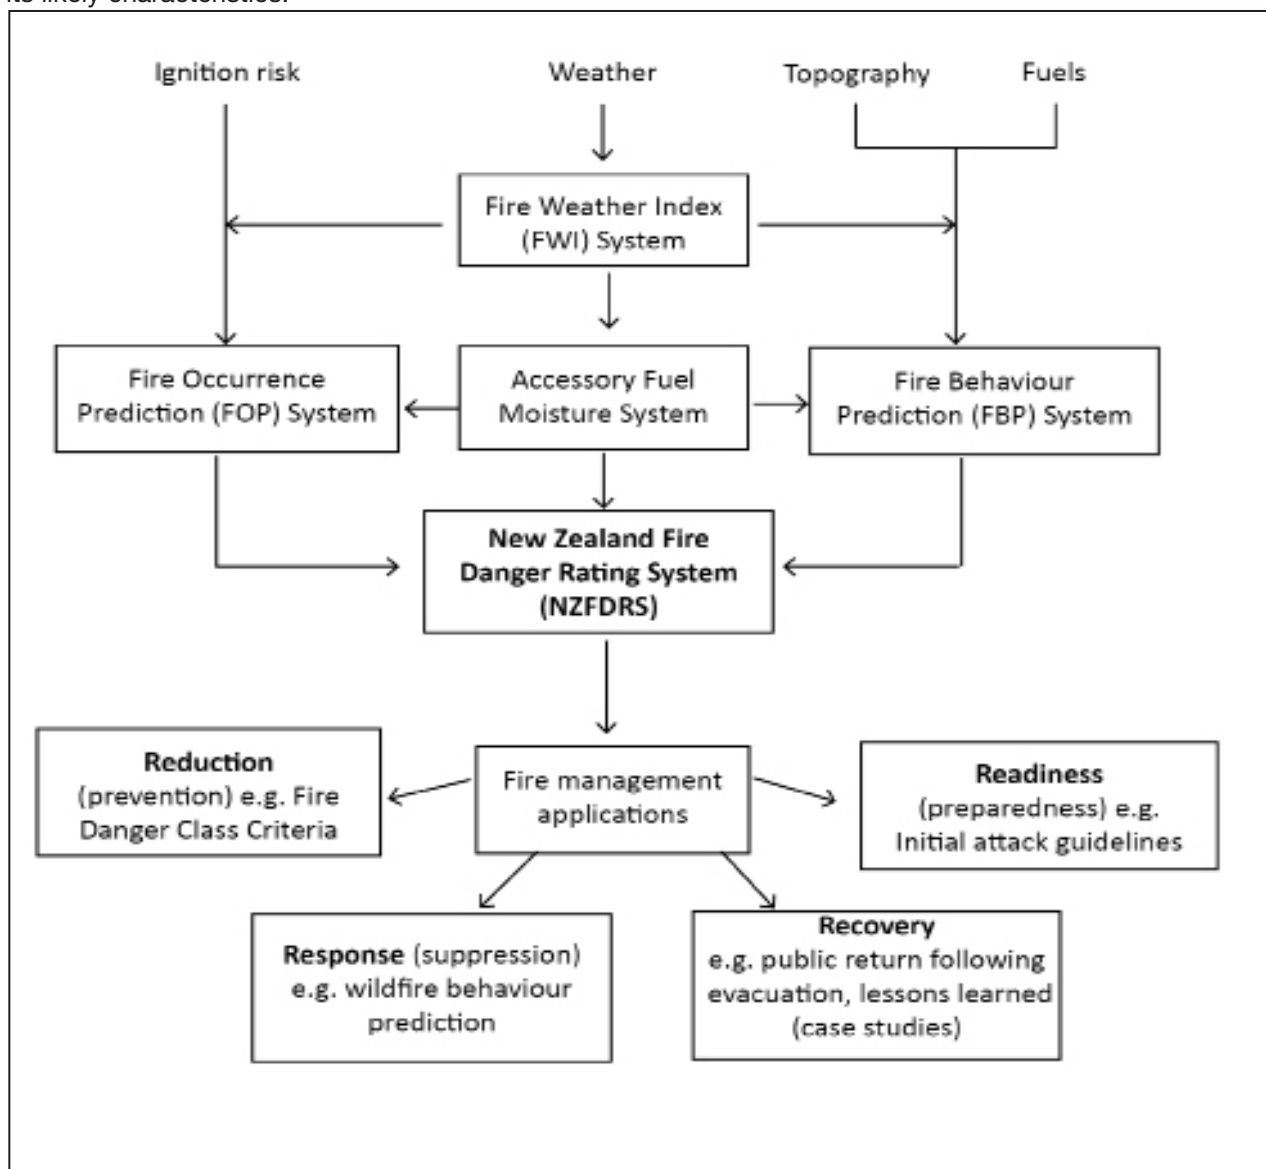 its likely characteristics.
Ignition risk
Weather
Topography
Fuels
Fire Weather Index
(FWI) System
Fire Occurrence
Prediction (FOP) System
Accessory Fuel
Moisture System
Fire Behaviour
Prediction (FBP) System
New Zealand Fire
Danger Rating System
(NZFDRS)
Reduction
(prevention) e.g. Fire
Danger Class Criteria
Fire management
applications
Readiness
(preparedness) e.g.
Initial attack guidelines
Response (suppression)
e.g. wildfire behaviour
prediction
Recovery
e.g. public return following
evacuation, lessons learned
(case studies)